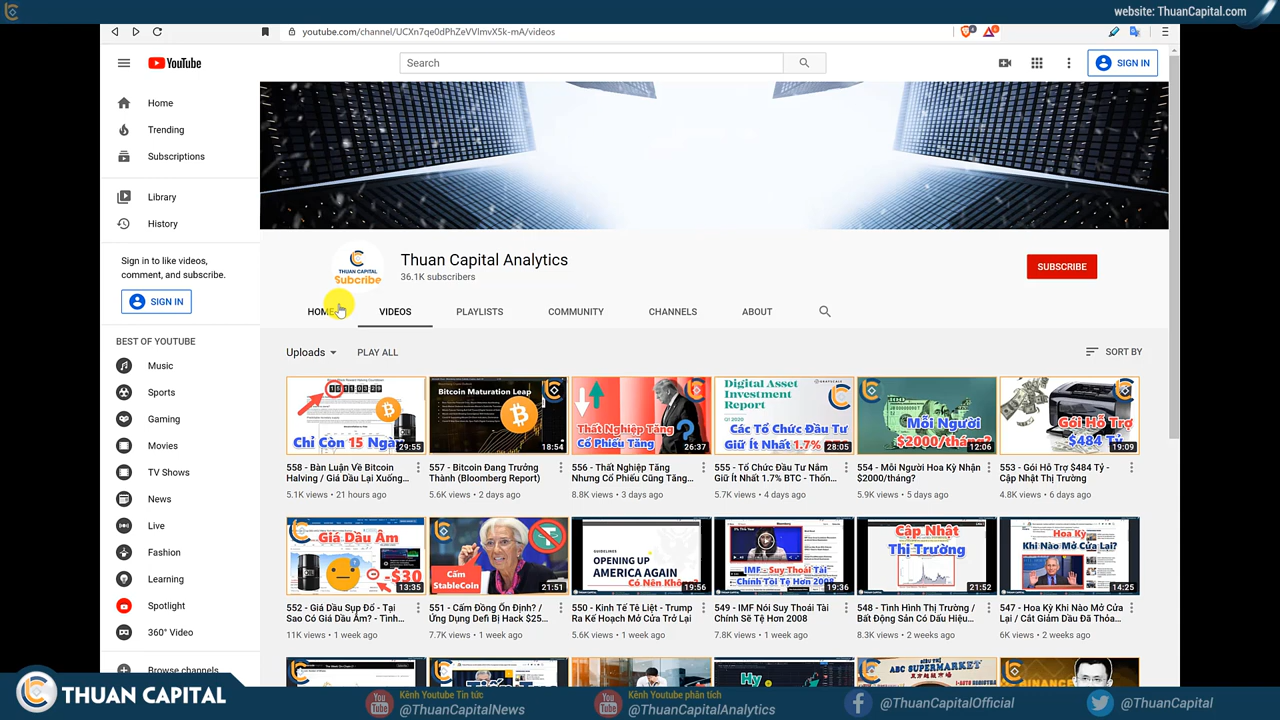 website: ThuanCapital.com
youtube.com/channel/UCXn7qe0dPhZeVVlmvX5k-mA/videos
YouTube
Search
SIGN IN
Home
Trending
Subscriptions
Library
History
Sign in to like videos,
comment, and subscribe.
SIGN IN
BEST OF YOUTUBE
Music
Sports
Gaming
Movies
TV Shows
News
Live
Fashion
Learning
Spotlight
360° Video
Browse channels
THUAN CAPITAL
Subcribe
Thuan Capital Analytics
36.1K subscribers
SUBSCRIBE
HOME
VIDEOS
PLAYLISTS
COMMUNITY
CHANNELS
ABOUT
Uploads
PLAY ALL
SORT BY
Chỉ Còn 15 Ngày
29:55
Bitcoin Maturation Leap
18:54
Thất Nghiệp Tăng
Cổ Phiếu Tăng
26:37
Digital Asset
Investment
Report
Q1 2020
GRAYSCALE
Các Tổ Chức Đầu Tư
Giữ Ít Nhất 1.7%
28:05
Mỗi Người
$2000/tháng?
12:06
Gói Hỗ Trợ
$484 Tỷ
19:09
558 - Bàn Luận Về Bitcoin
Halving / Giá Dầu Lại Xuống...
5.1K views • 21 hours ago
557 - Bitcoin Đang Trưởng
Thành (Bloomberg Report)
5.6K views • 2 days ago
556 - Thất Nghiệp Tăng
Nhưng Cổ Phiếu Cũng Tăng...
8.8K views • 3 days ago
555 - Tổ Chức Đầu Tư Nắm
Giữ Ít Nhất 1.7% BTC - Thốn...
5.7K views • 4 days ago
554 - Mỗi Người Hoa Kỳ Nhận
$2000/tháng?
5.9K views • 5 days ago
553 - Gói Hỗ Trợ $484 Tỷ -
Cập Nhật Thị Trường
4.8K views • 6 days ago
Giá Dầu Âm
-$30
13:35
Cấm
StableCoin
21:51
GUIDELINES
OPENING UP
AMERICA AGAIN
Có Nên Không
19:56
IMF - Suy Thoái Tài
Chính Tồi Tệ Hơn 2008
19:36
Cập Nhật
Thị Trường
21:52
Hoa Kỳ
Khi Nào Mở Cửa
14:25
552 - Giá Dầu Sụp Đổ - Tại
Sao Có Giá Dầu Âm? - Tình...
11K views • 1 week ago
551 - Cấm Đồng Ổn Định? /
Ứng Dụng Defi Bị Hack $25...
7.7K views • 1 week ago
550 - Kinh Tế Tê Liệt - Trump
Ra Kế Hoạch Mở Cửa Trở Lại
5.6K views • 1 week ago
549 - IMF Nói Suy Thoái Tài
Chính Sẽ Tệ Hơn 2008
7.8K views • 1 week ago
548 - Tình Hình Thị Trường /
Bất Động Sản Có Dấu Hiệu...
8.3K views • 2 weeks ago
547 - Hoa Kỳ Khi Nào Mở Cửa
Lại / Cắt Giảm Dầu Đã Thỏa...
6K views • 2 weeks ago
ABC SUPERMARKET
THUAN CAPITAL
Kênh Youtube Tin tức
@ThuanCapitalNews
Kênh Youtube phân tích
@ThuanCapitalAnalytics
@ThuanCapitalOfficial
@ThuanCapital